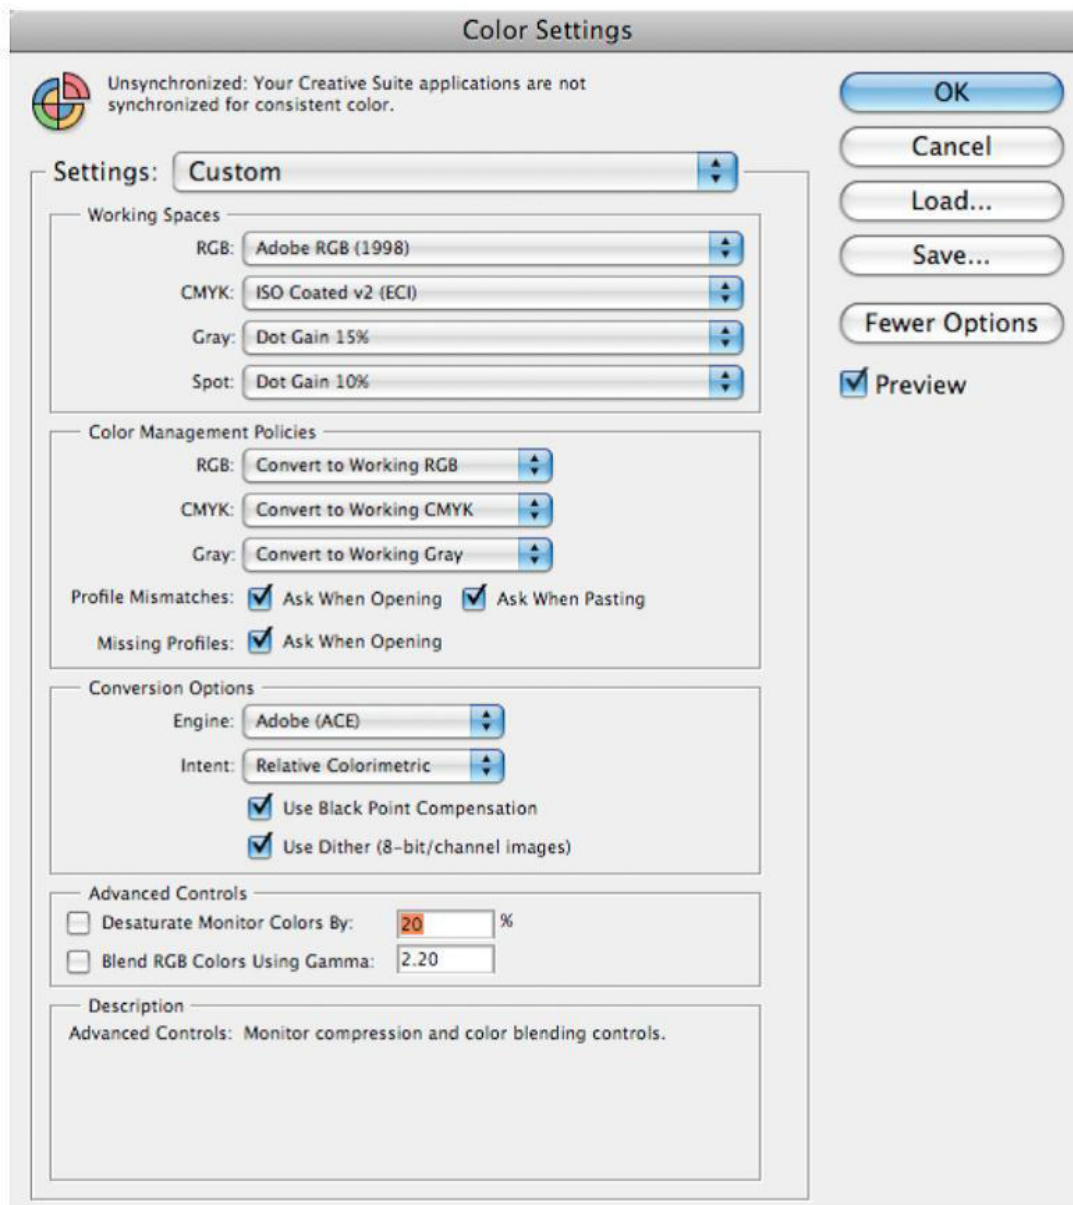 Color Settings
Unsynchronized: Your Creative Suite applications are not
synchronized for consistent color.
OK
Cancel
Load...
Save...
Fewer Options
Preview
Settings: Custom
Working Spaces
RGB: Adobe RGB (1998)
CMYK: ISO Coated v2 (ECI)
Gray: Dot Gain 15%
Spot: Dot Gain 10%
Color Management Policies
RGB: Convert to Working RGB
CMYK: Convert to Working CMYK
Gray: Convert to Working Gray
Profile Mismatches: Ask When Opening Ask When Pasting
Missing Profiles: Ask When Opening
Conversion Options
Engine: Adobe (ACE)
Intent: Relative Colorimetric
Use Black Point Compensation
Use Dither (8-bit/channel images)
Advanced Controls
Desaturate Monitor Colors By: 20 %
Blend RGB Colors Using Gamma: 2.20
Description
Advanced Controls: Monitor compression and color blending controls.